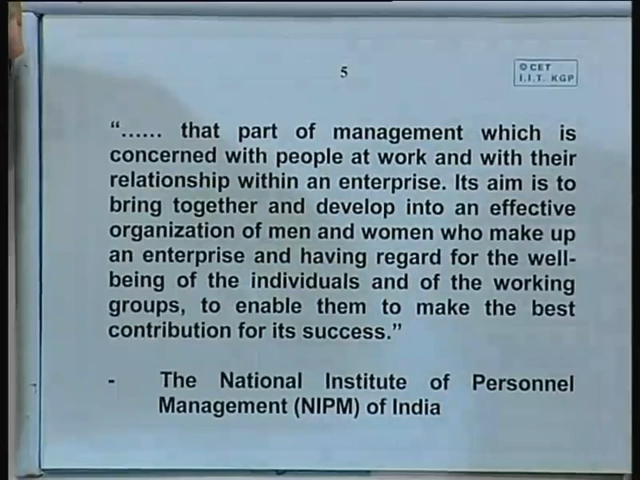 5
© CET
I.I.T. KGP
“...... that part of management which is
concerned with people at work and with their
relationship within an enterprise. Its aim is to
bring together and develop into an effective
organization of men and women who make up
an enterprise and having regard for the well-
being of the individuals and of the working
groups, to enable them to make the best
contribution for its success.”
- The National Institute of Personnel
Management (NIPM) of India